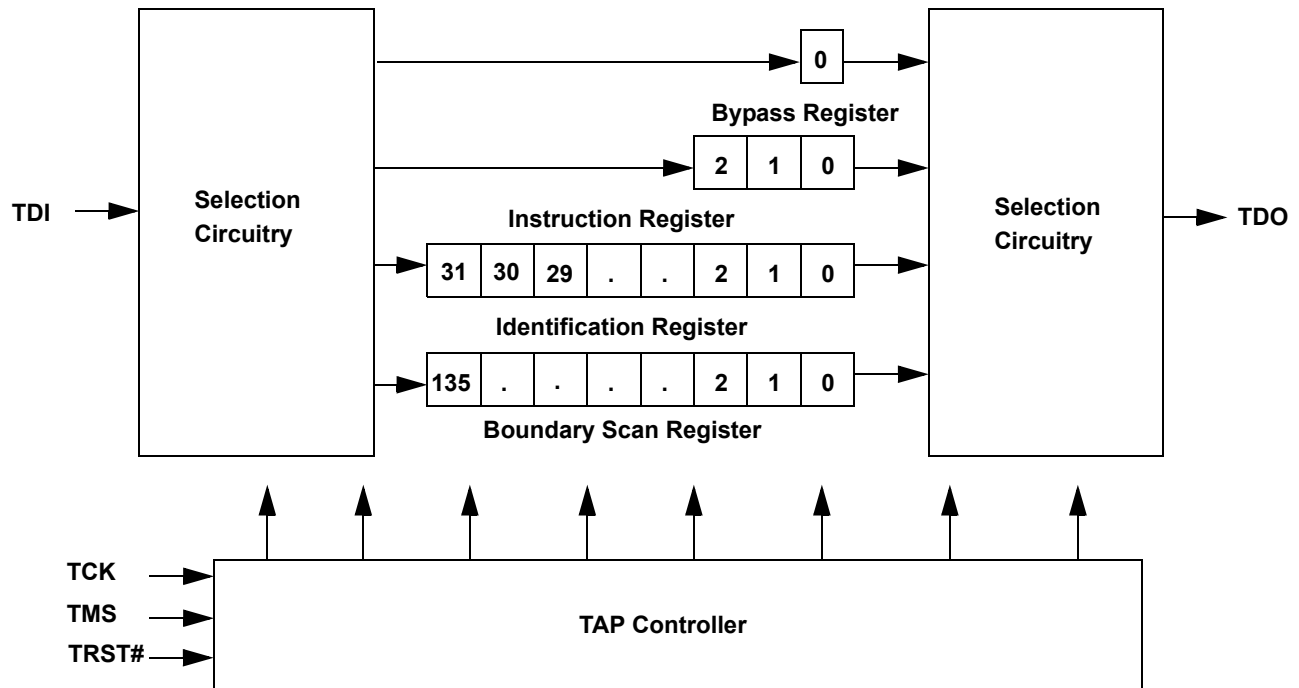 0
Bypass Register
2 1 0
TDI
Selection
Circuitry
Selection
Circuitry
TDO
Instruction Register
31 30 29 . . 2 1 0
Identification Register
135 . . . . 2 1 0
Boundary Scan Register
TCK
TMS
TRST#
TAP Controller